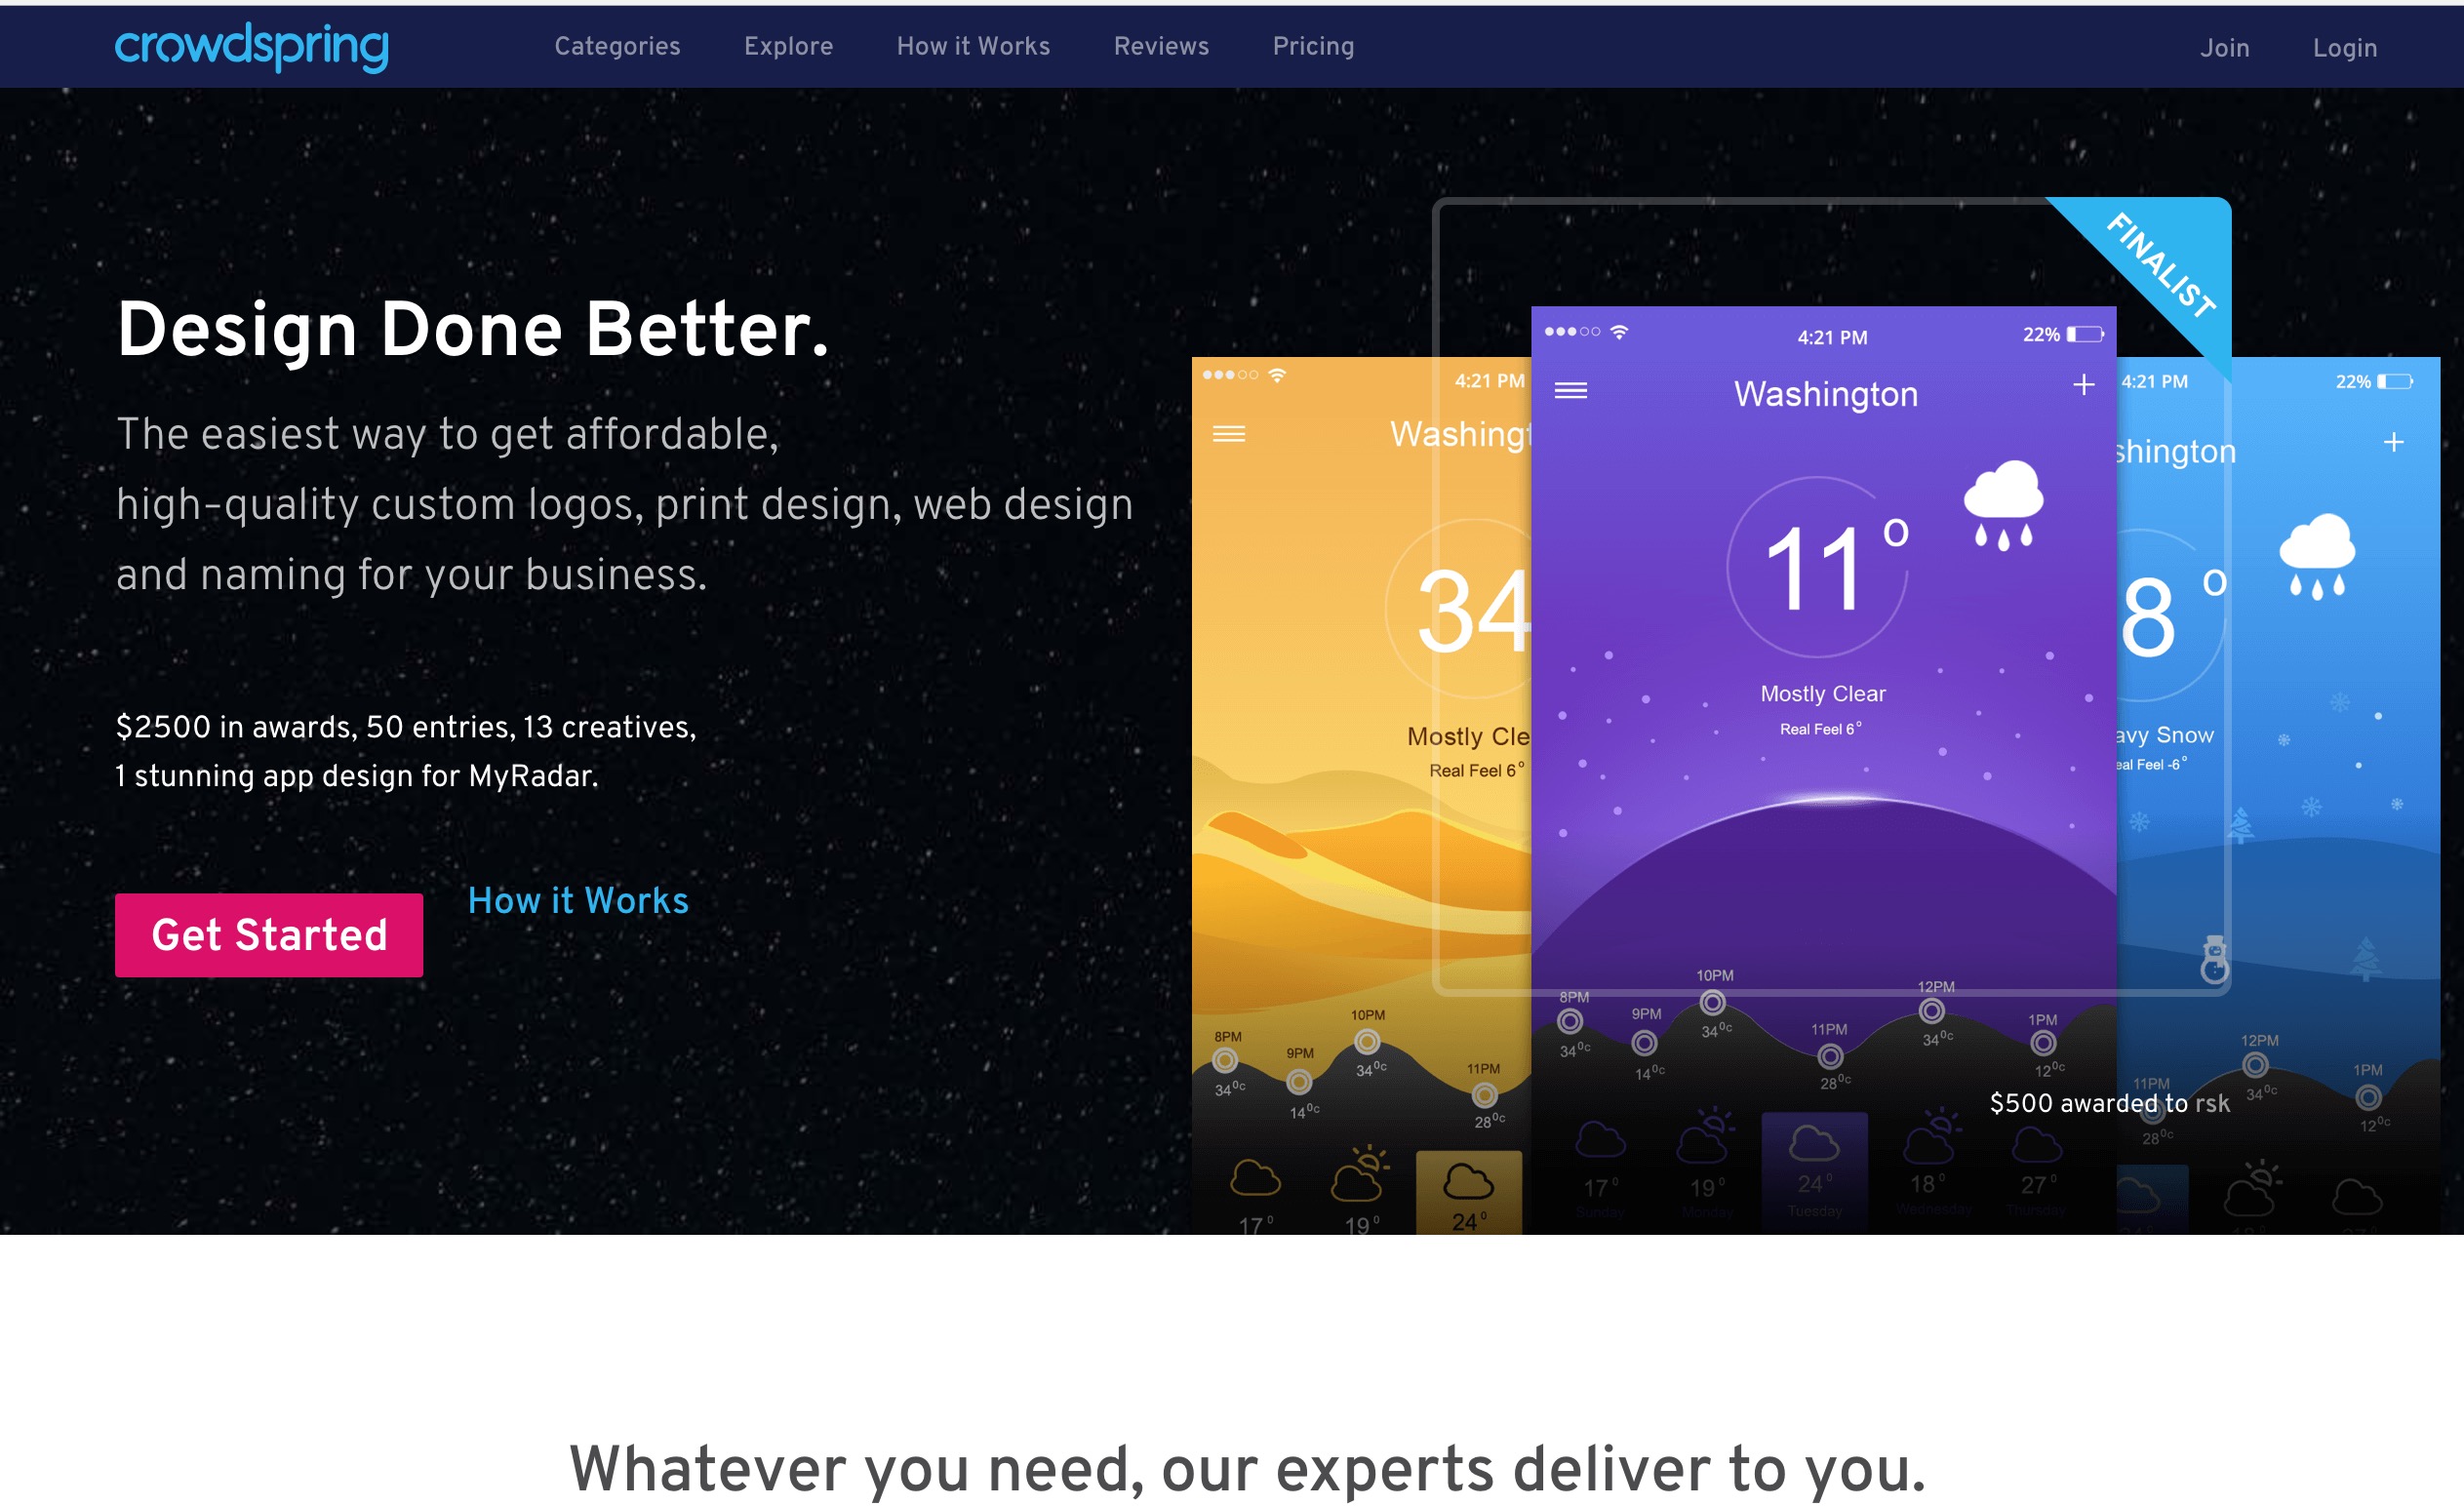 crowdspring
Categories Explore How it Works Reviews Pricing
Join Login
Design Done Better.
The easiest way to get affordable,
high-quality custom logos, print design, web design
and naming for your business.
$2500 in awards, 50 entries, 13 creatives,
1 stunning app design for MyRadar.
Get Started
How it Works
FINALIST
4:21 PM
Washingt
34
Mostly Cle
Real Feel 6°
8PM
34°c
9PM
14°c
10PM
34°c
11PM
28°c
17°
19°
24°
4:21 PM 22%
Washington
11°
Mostly Clear
Real Feel 6°
8PM
34°c
9PM
14°c
10PM
34°c
11PM
28°c
12PM
34°c
1PM
12°c
17°
Sunday
19°
Monday
24°
Tuesday
18°
Wednesday
27°
Thursday
4:21 PM 22%
shington
8°
avy Snow
eal Feel -6°
11PM
28°c
12PM
34°c
1PM
12°c
$500 awarded to rsk
Whatever you need, our experts deliver to you.